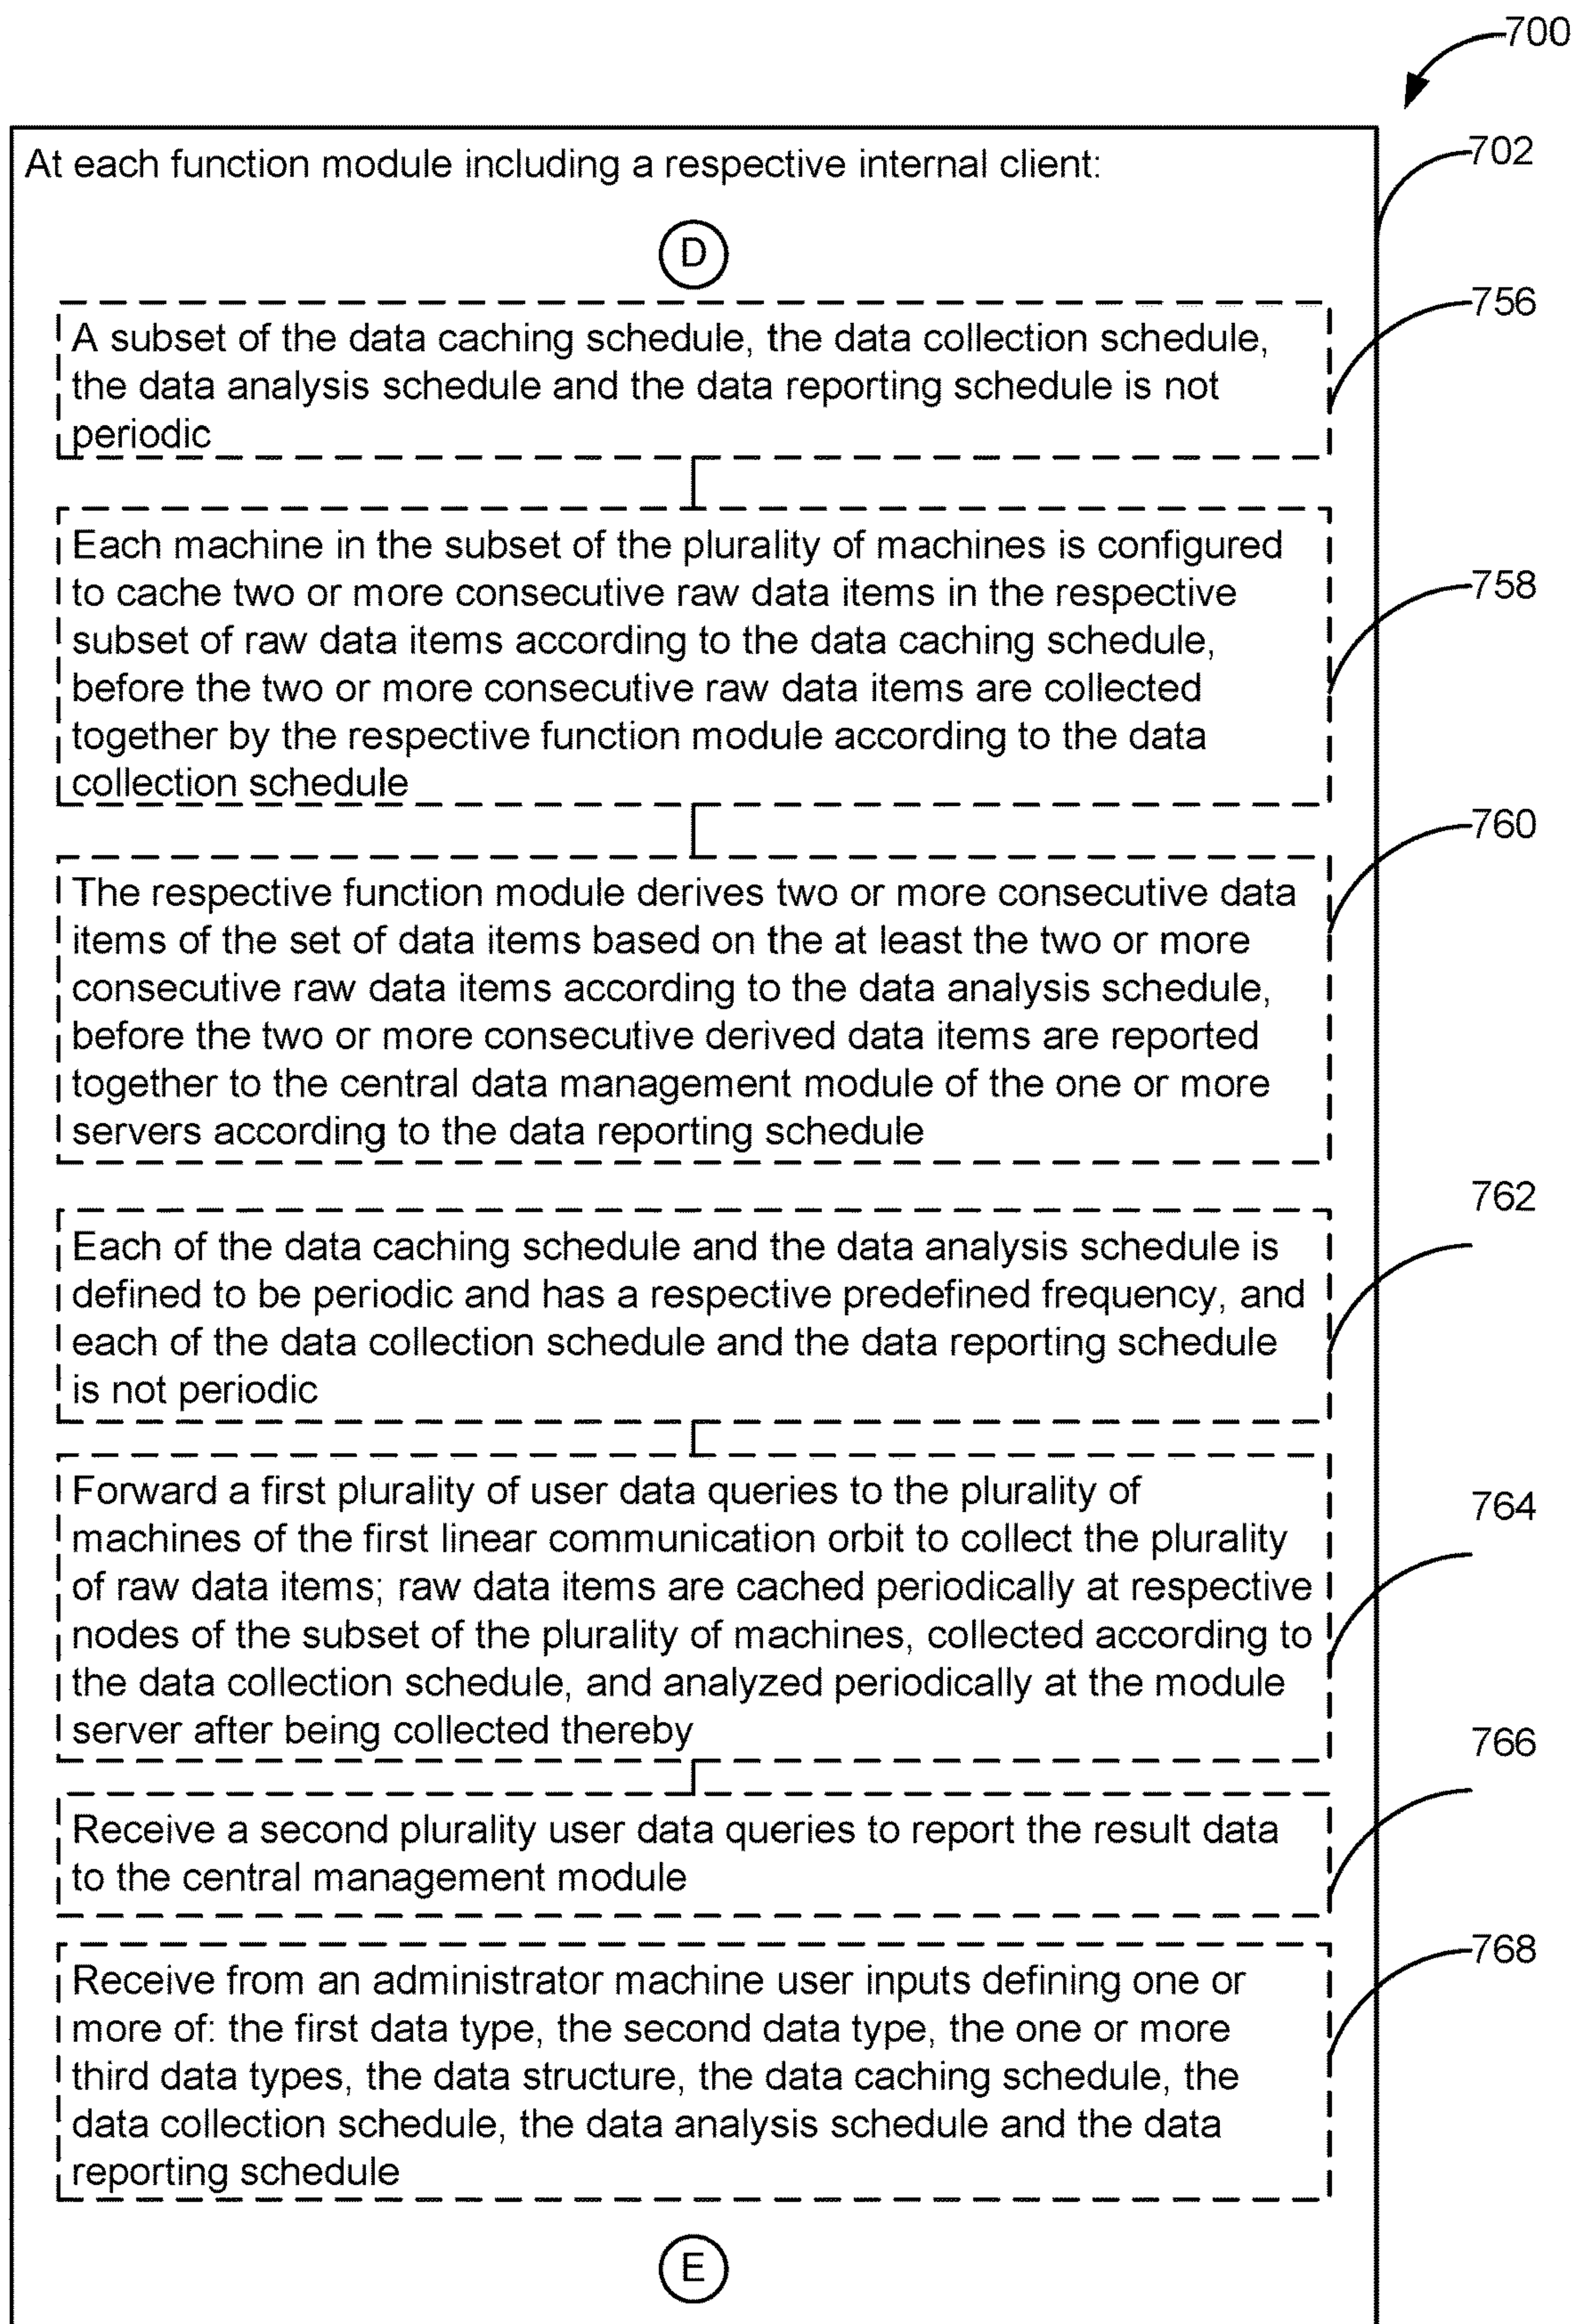 700
At each function module including a respective internal client:
702
D
756
A subset of the data caching schedule, the data collection schedule,
the data analysis schedule and the data reporting schedule is not
periodic
758
Each machine in the subset of the plurality of machines is configured
to cache two or more consecutive raw data items in the respective
subset of raw data items according to the data caching schedule,
before the two or more consecutive raw data items are collected
together by the respective function module according to the data
collection schedule
760
The respective function module derives two or more consecutive data
items of the set of data items based on the at least the two or more
consecutive raw data items according to the data analysis schedule,
before the two or more consecutive derived data items are reported
together to the central data management module of the one or more
servers according to the data reporting schedule
762
Each of the data caching schedule and the data analysis schedule is
defined to be periodic and has a respective predefined frequency, and
each of the data collection schedule and the data reporting schedule
is not periodic
764
Forward a first plurality of user data queries to the plurality of
machines of the first linear communication orbit to collect the plurality
of raw data items; raw data items are cached periodically at respective
nodes of the subset of the plurality of machines, collected according to
the data collection schedule, and analyzed periodically at the module
server after being collected thereby
766
Receive a second plurality user data queries to report the result data
to the central management module
768
Receive from an administrator machine user inputs defining one or
more of: the first data type, the second data type, the one or more
third data types, the data structure, the data caching schedule, the
data collection schedule, the data analysis schedule and the data
reporting schedule
E